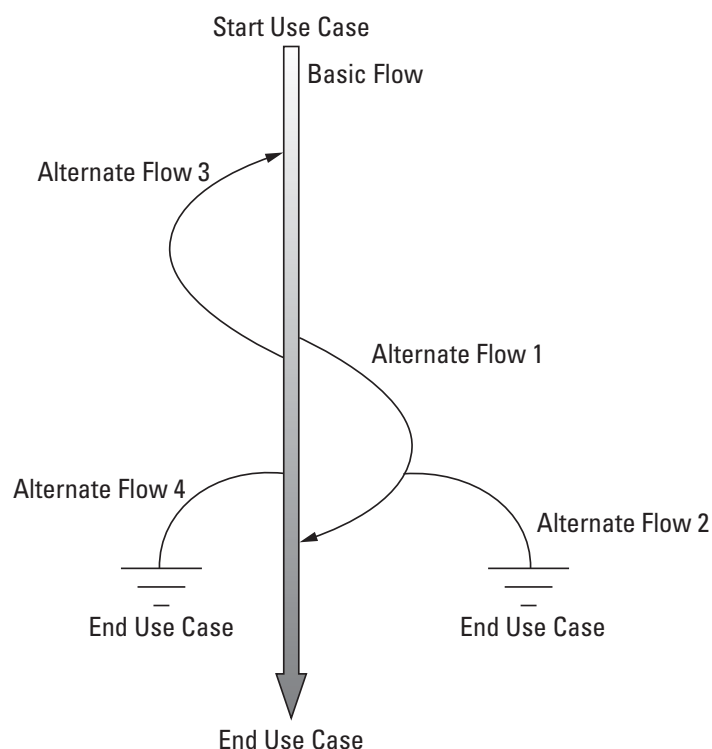 Start Use Case
Basic Flow
Alternate Flow 3
Alternate Flow 1
Alternate Flow 4
Alternate Flow 2
End Use Case
End Use Case
End Use Case